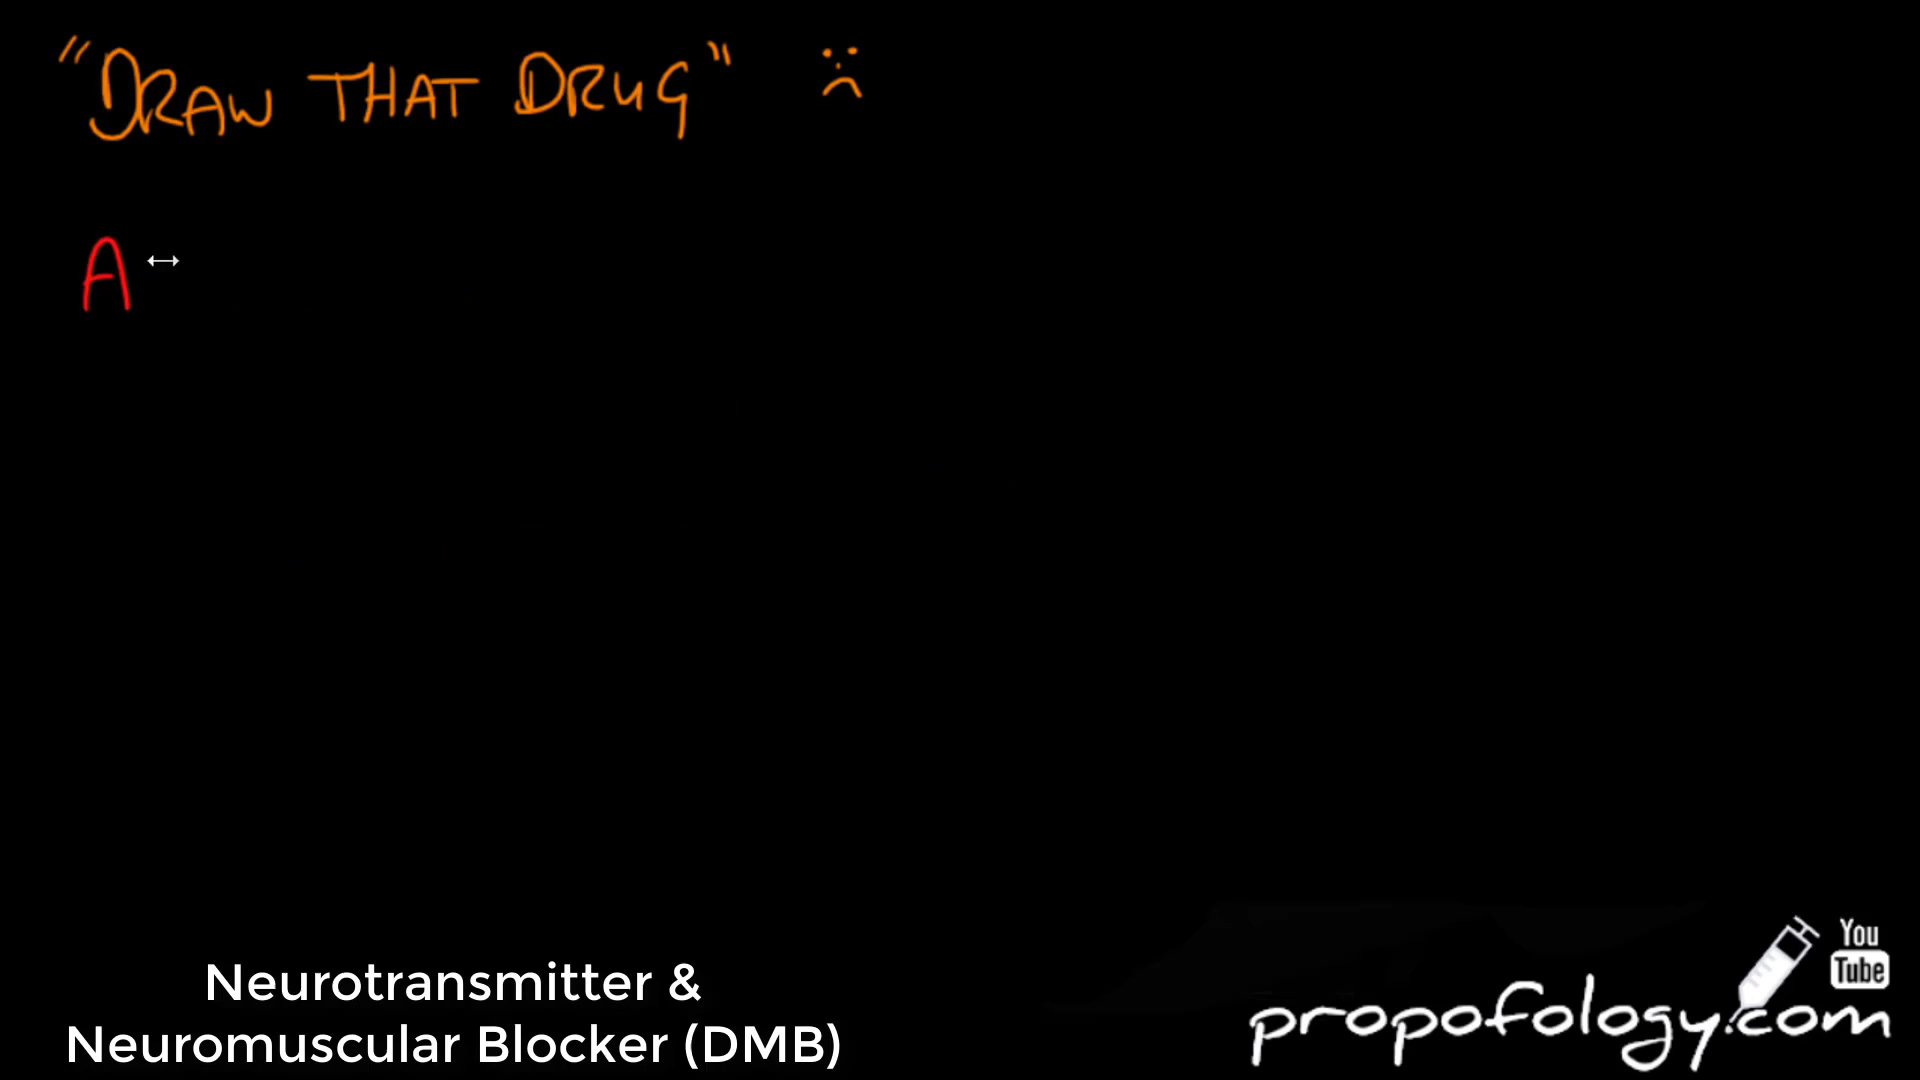 "DRAW THAT DRUG"
A
Neurotransmitter &
Neuromuscular Blocker (DMB)
You
Tube
propofology.com